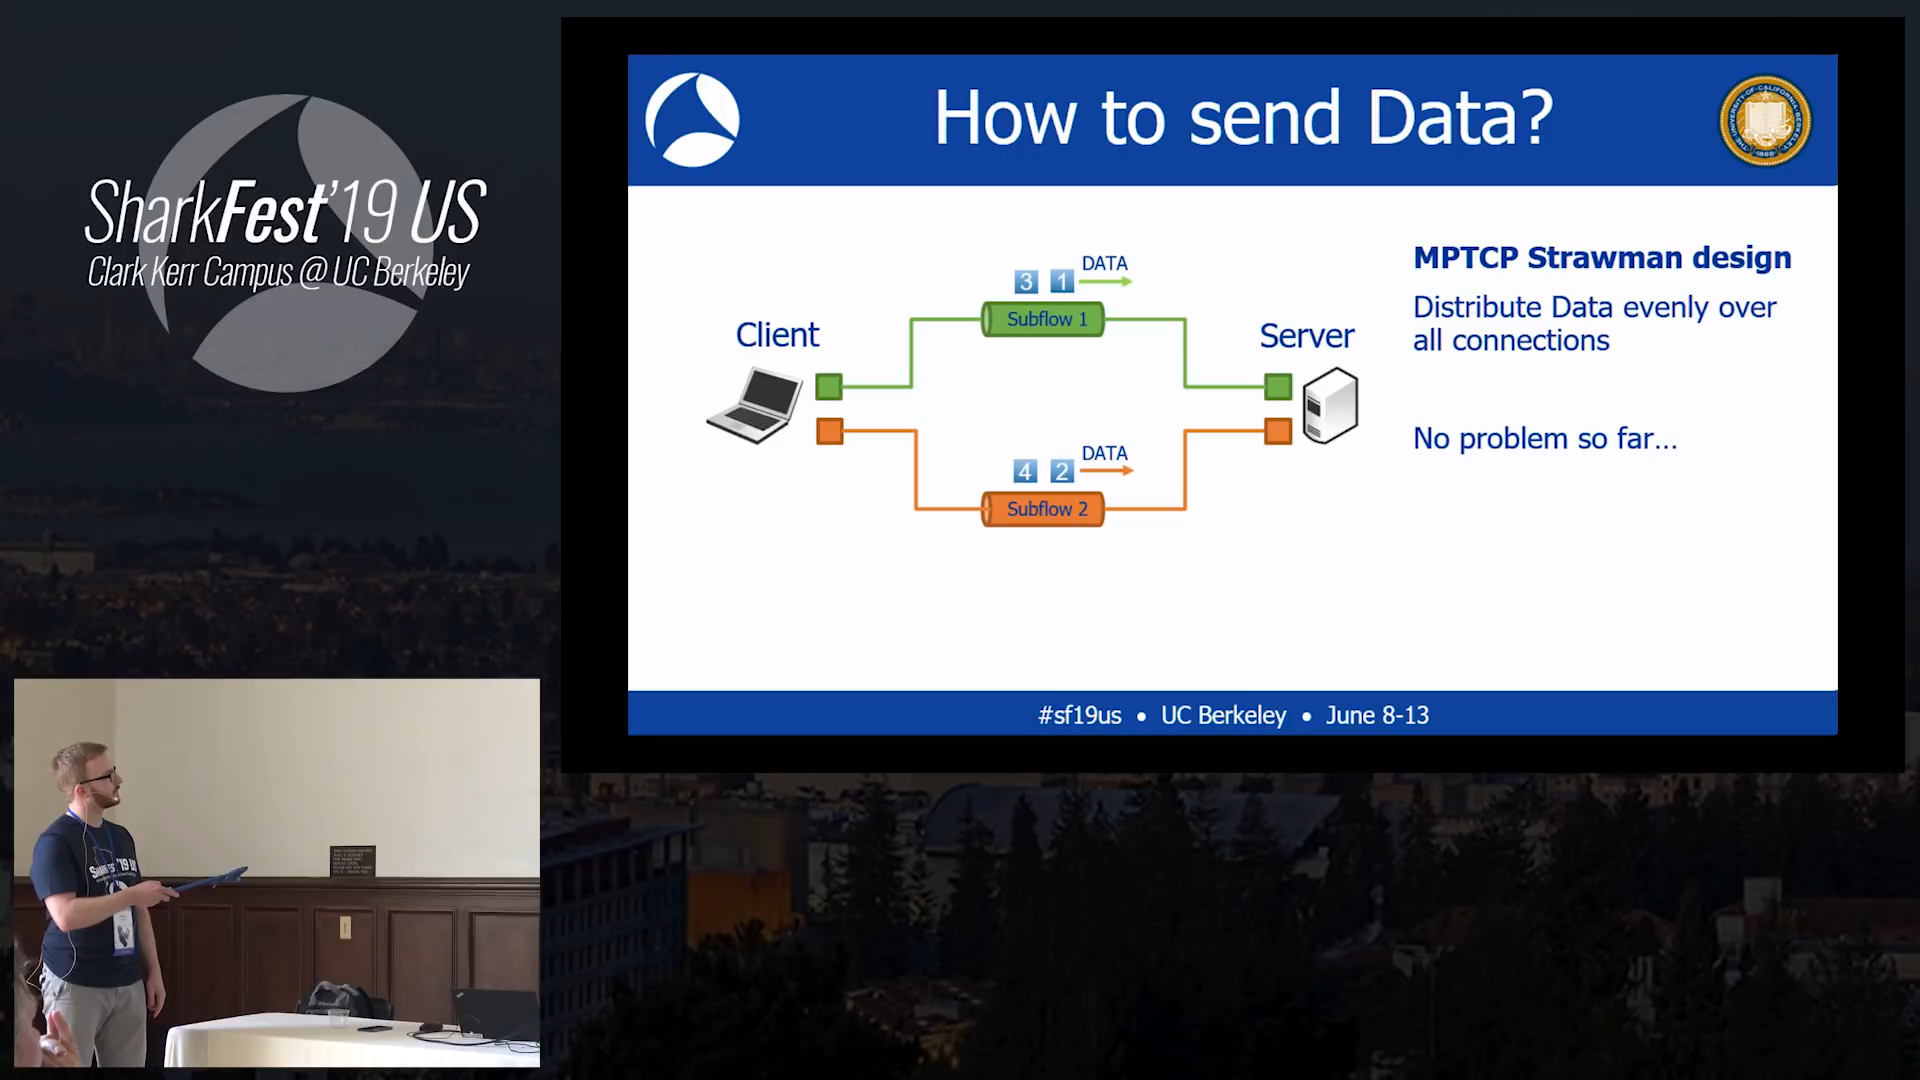 SharkFest'19 US
Clark Kerr Campus @ UC Berkeley
How to send Data?
MPTCP Strawman design
Distribute Data evenly over
all connections
No problem so far...
Client
Server
3 1 DATA
Subflow 1
4 2 DATA
Subflow 2
#sf19us • UC Berkeley • June 8-13